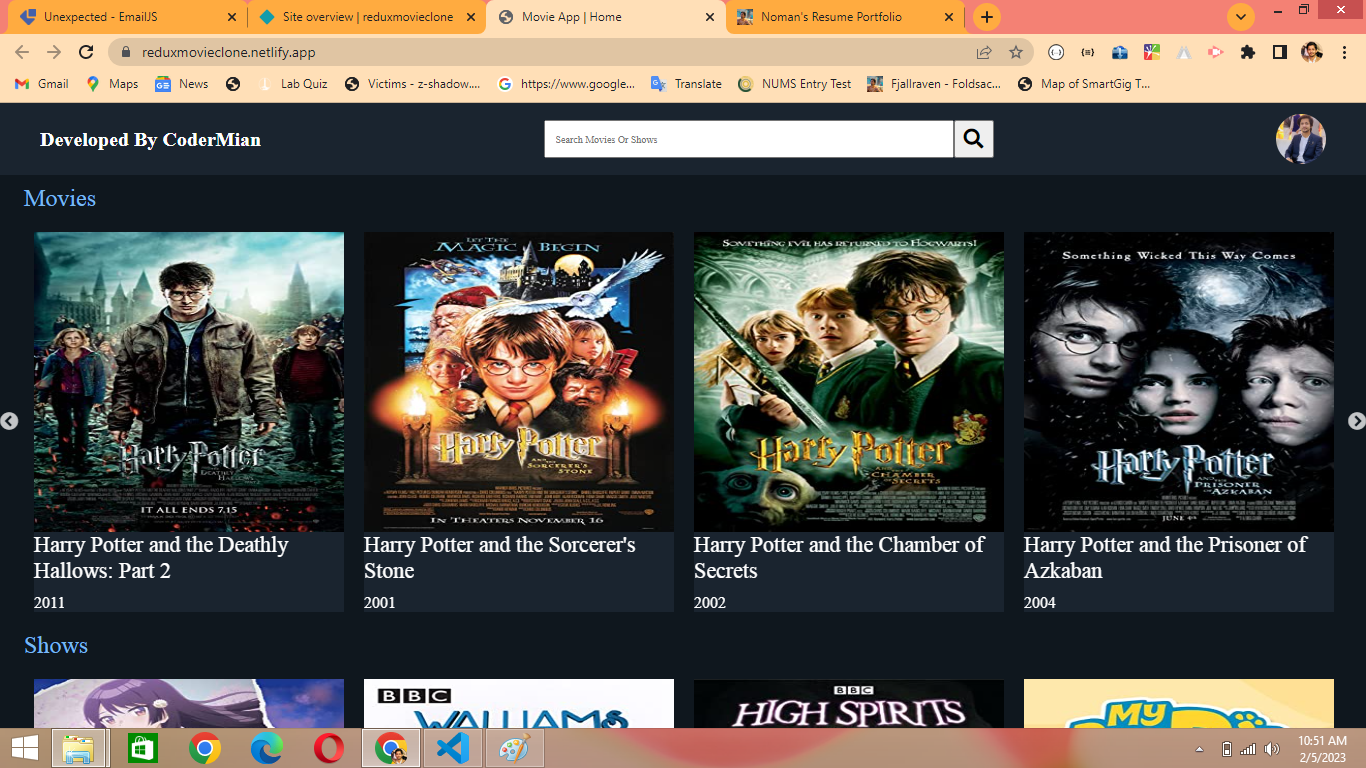 Unexpected - EmailJS
Site overview | reduxmovieclone
Movie App | Home
Noman's Resume Portfolio
reduxmovieclone.netlify.app
Gmail
Maps
News
Lab Quiz
Victims - z-shadow....
https://www.google...
Translate
NUMS Entry Test
Fjallraven - Foldsac...
Map of SmartGig T...
Developed By CoderMian
Search Movies Or Shows
Movies
IT ALL ENDS 7.15
LET THE
MAGIC BEGIN
Harry Potter
AND THE
SORCERER'S
STONE
IN THEATERS NOVEMBER 16
SOMETHING EVIL HAS RETURNED TO HOGWARTS!
Harry Potter
AND THE
CHAMBER
OF SECRETS
Something Wicked This Way Comes
Harry Potter
AND THE
PRISONER
OF AZKABAN
JUNE 4
Harry Potter
DEATHLY
HALLOWS
Harry Potter and the Deathly
Hallows: Part 2
2011
Harry Potter and the Sorcerer's
Stone
2001
Harry Potter and the Chamber of
Secrets
2002
Harry Potter and the Prisoner of
Azkaban
2004
Shows
BBC
WALLIAMS
BBC
HIGH SPIRITS
MY
10:51 AM
2/5/2023